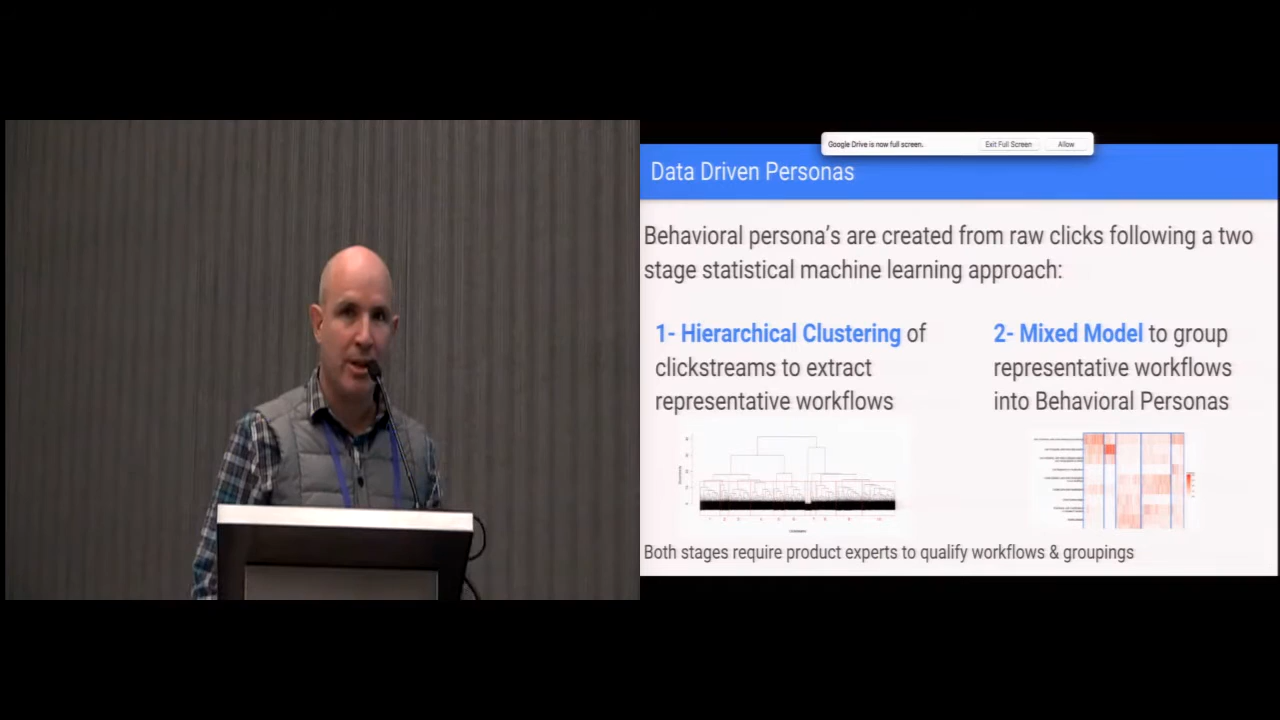 Google Drive is now full screen. Exit Full Screen Allow
Data Driven Personas
Behavioral persona's are created from raw clicks following a two
stage statistical machine learning approach:
1- Hierarchical Clustering of
clickstreams to extract
representative workflows
2- Mixed Model to group
representative workflows
into Behavioral Personas
Both stages require product experts to qualify workflows & groupings